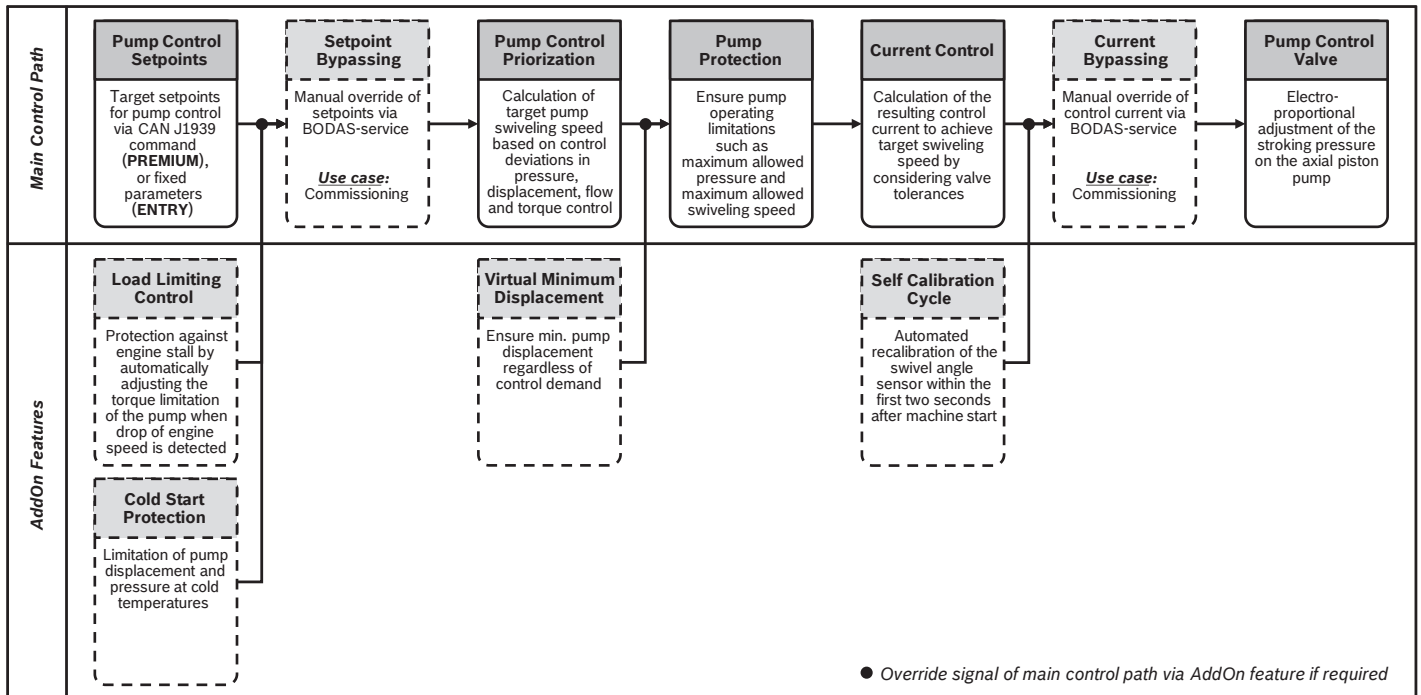 Main Control Path
Pump Control
Setpoints
Target setpoints
for pump control
via CAN J1939
command
(PREMIUM),
or fixed
parameters
(ENTRY)
Setpoint
Bypassing
Manual override of
setpoints via
BODAS-service
Use case:
Commissioning
Pump Control
Priorization
Calculation of
target pump
swiveling speed
based on control
deviations in
pressure,
displacement, flow
and torque control
Pump
Protection
Ensure pump
operating
limitations
such as
maximum allowed
pressure and
maximum allowed
swiveling speed
Current Control
Calculation of the
resulting control
current to achieve
target swiveling
speed by
considering valve
tolerances
Current
Bypassing
Manual override of
control current via
BODAS-service
Use case:
Commissioning
Pump Control
Valve
Electro-
proportional
adjustment of the
stroking pressure
on the axial piston
pump
AddOn Features
Load Limiting
Control
Protection against
engine stall by
automatically
adjusting the
torque limitation
of the pump when
drop of engine
speed is detected
Cold Start
Protection
Limitation of pump
displacement and
pressure at cold
temperatures
Virtual Minimum
Displacement
Ensure min. pump
displacement
regardless of
control demand
Self Calibration
Cycle
Automated
recalibration of the
swivel angle
sensor within the
first two seconds
after machine start
● Override signal of main control path via AddOn feature if required